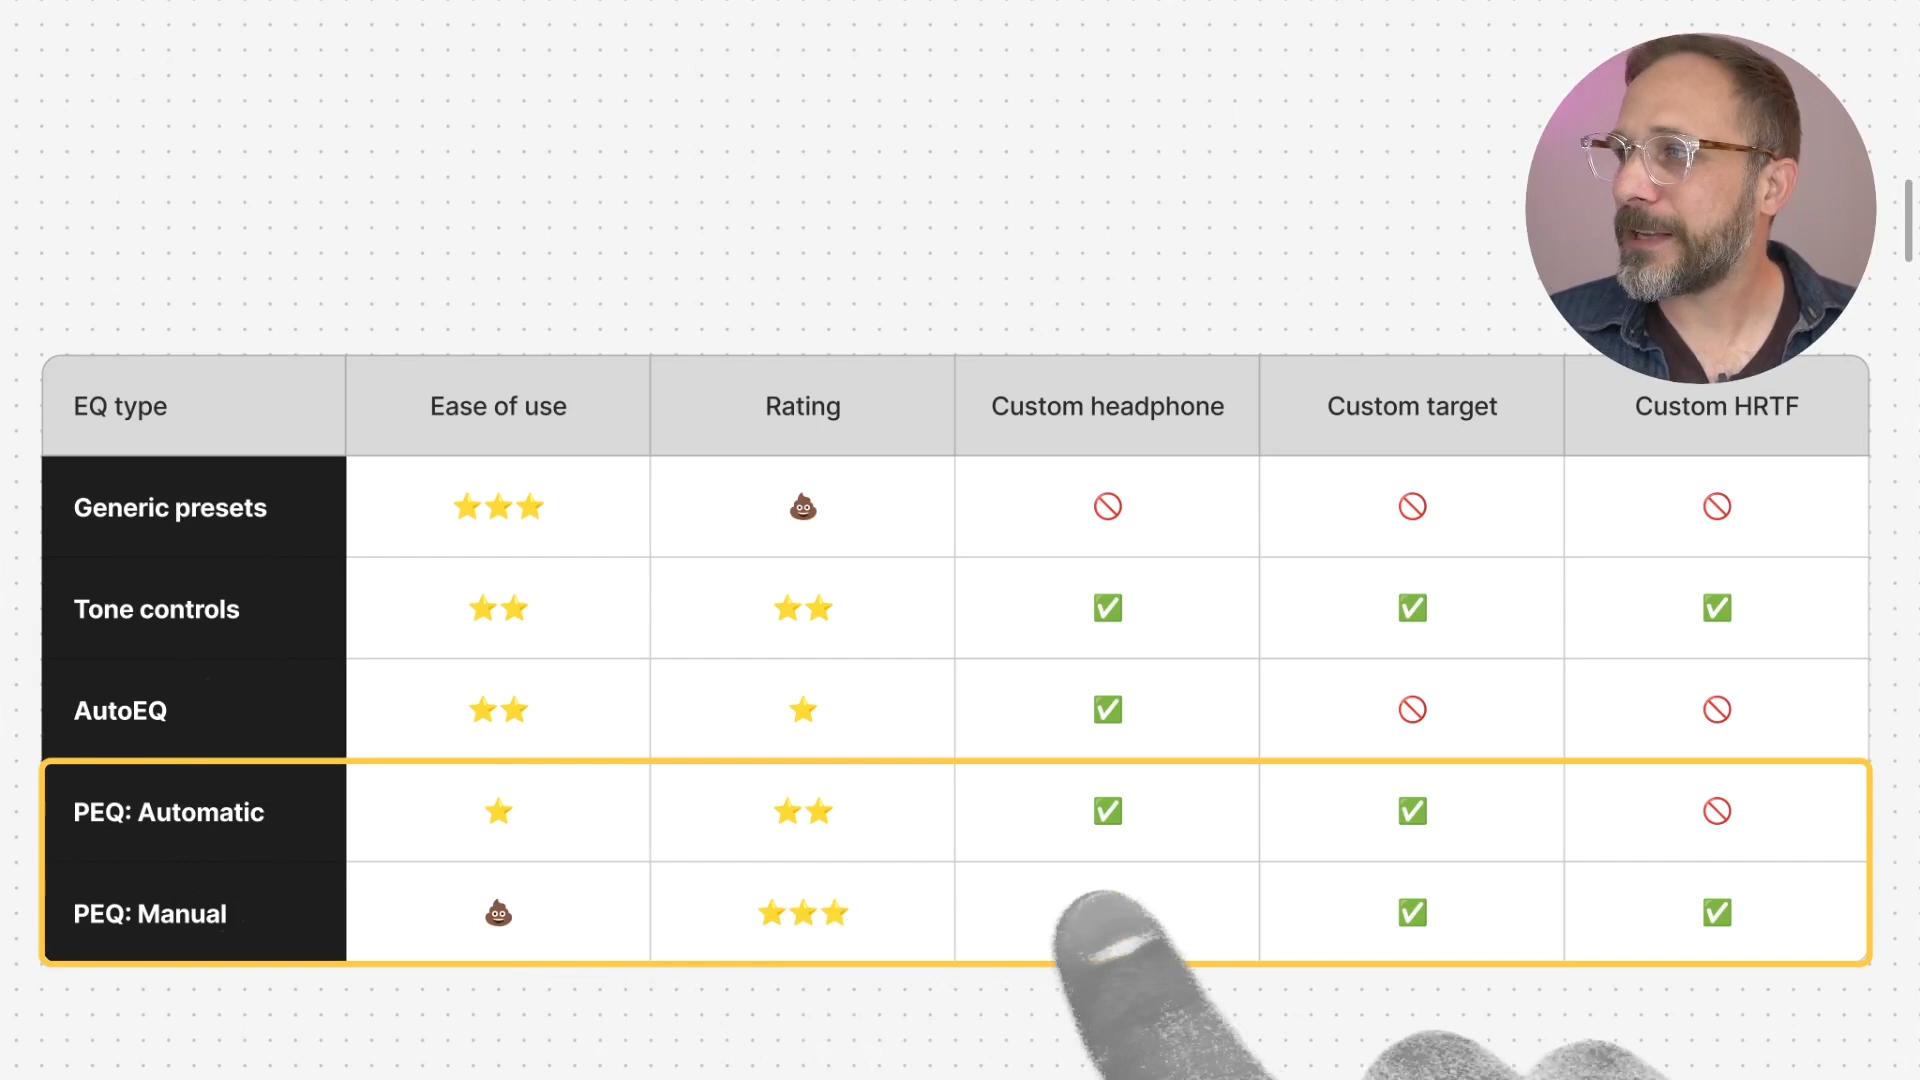 EQ type Ease of use Rating Custom headphone Custom target Custom HRTF
Generic presets
Tone controls
AutoEQ
PEQ: Automatic
PEQ: Manual